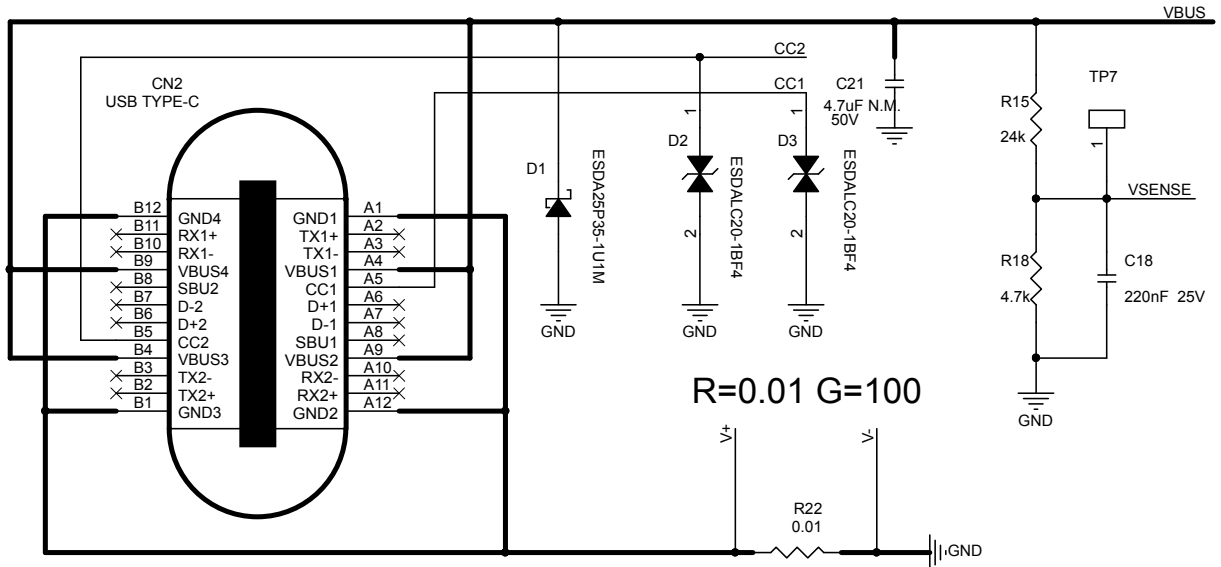 VBUS
CC2
CN2
USB TYPE-C
CC1
C21
4.7uF N.M.
50V
TP7
1
R15
24k
D1
ESDA25P35-1U1M
D2
1
2
ESDALC20-1BF4
D3
1
2
ESDALC20-1BF4
VSENSE
R18
4.7k
C18
220nF 25V
GND
GND
GND
GND
B12 GND4 GND1 A1
B11 RX1+ TX1+ A2
B10 RX1- TX1- A3
B9 VBUS4 VBUS1 A4
B8 SBU2 CC1 A5
B7 D-2 D+1 A6
B6 D+2 D-1 A7
B5 CC2 SBU1 A8
B4 VBUS3 VBUS2 A9
B3 TX2- RX2- A10
B2 TX2+ RX2+ A11
B1 GND3 GND2 A12
R=0.01 G=100
V+
V-
R22
0.01
GND